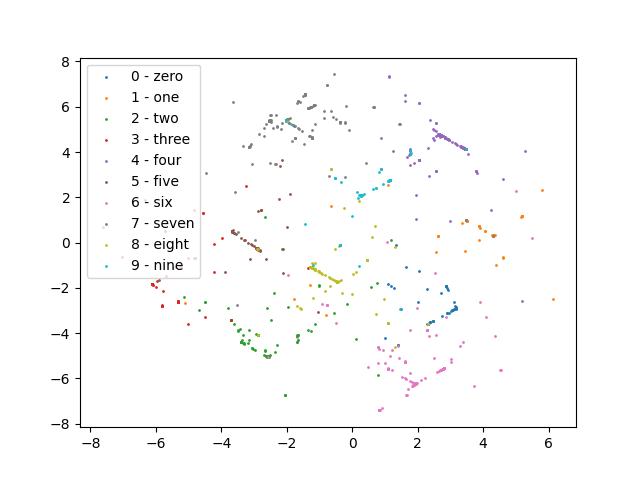 8
6
4
2
0
−2
−4
−6
−8
0 - zero
1 - one
2 - two
3 - three
4 - four
5 - five
6 - six
7 - seven
8 - eight
9 - nine
−8 −6 −4 −2 0 2 4 6